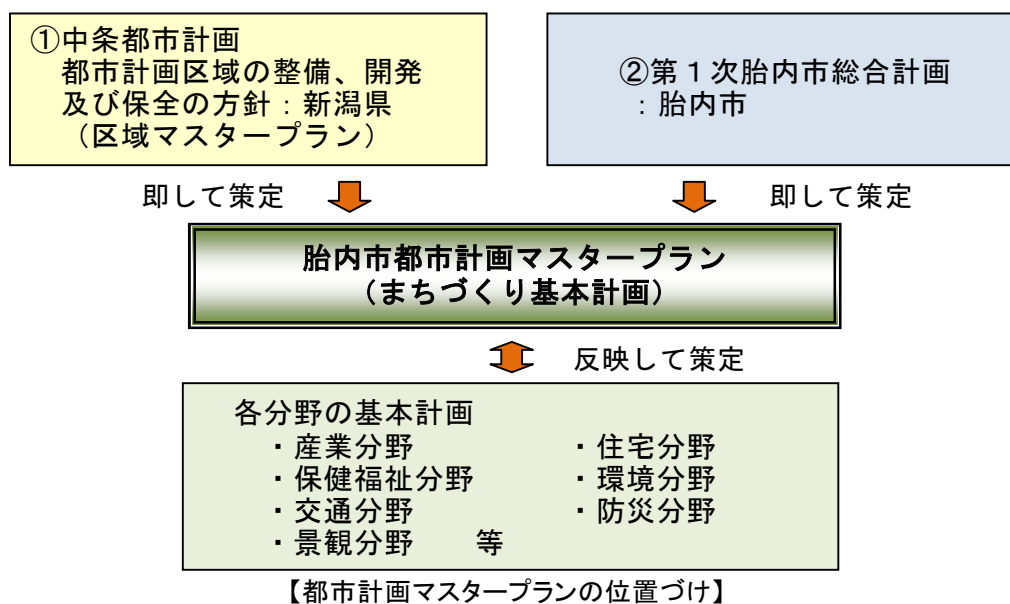 ①中条都市計画
都市計画区域の整備、開発
及び保全の方針：新潟県
（区域マスタープラン）
②第１次胎内市総合計画
：胎内市
即して策定
即して策定
胎内市都市計画マスタープラン
（まちづくり基本計画）
反映して策定
各分野の基本計画
・産業分野
・住宅分野
・保健福祉分野
・環境分野
・交通分野
・防災分野
・景観分野　　等
【都市計画マスタープランの位置づけ】